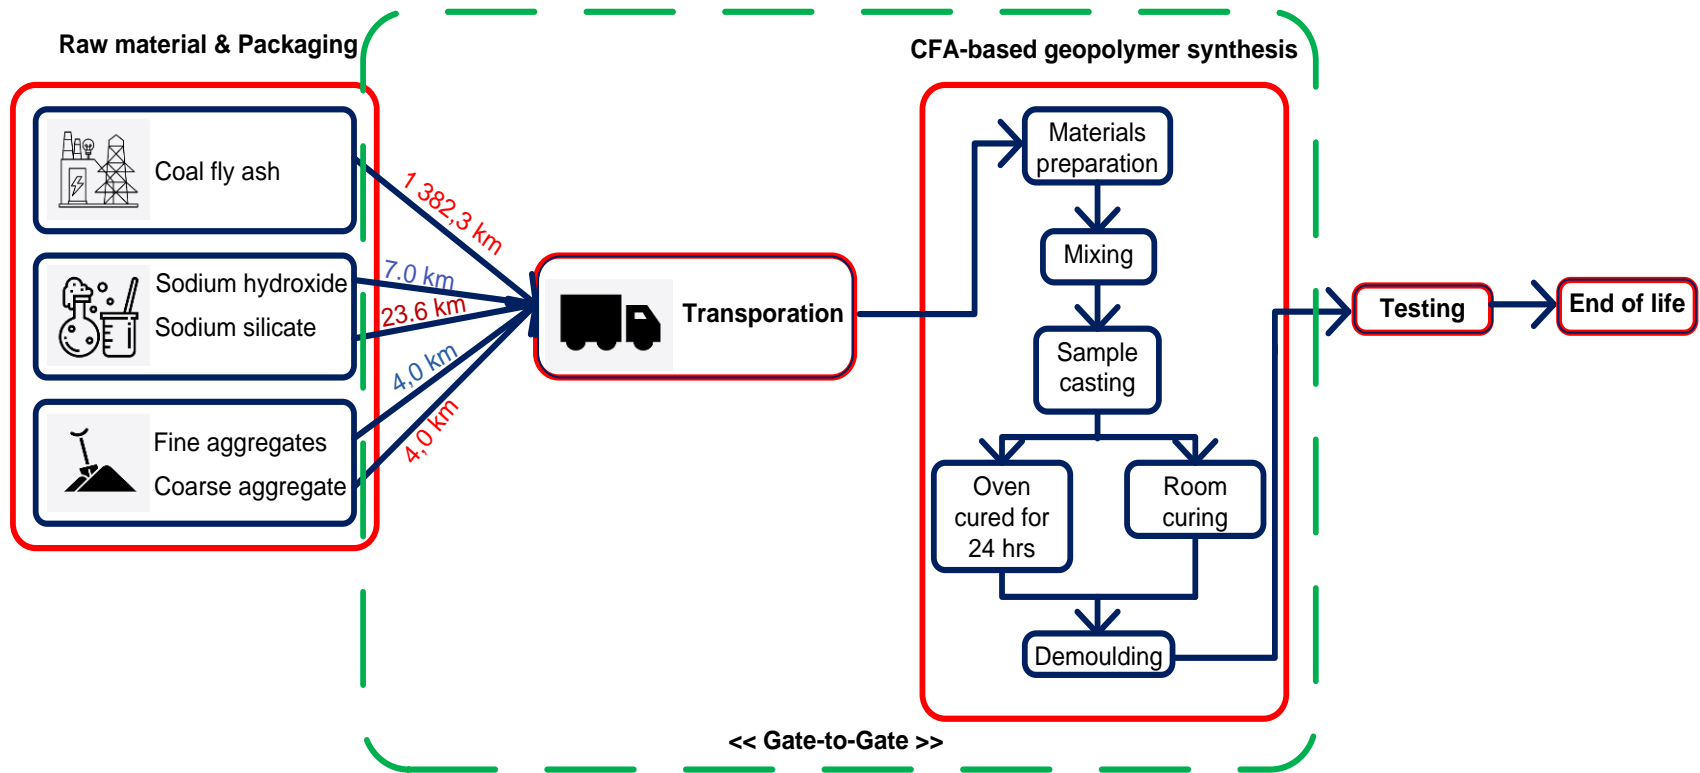 Raw material & Packaging
CFA-based geopolymer synthesis
Coal fly ash
Sodium hydroxide
Sodium silicate
Fine aggregates
Coarse aggregate
1 382,3 km
7.0 km
23.6 km
4,0 km
4,0 km
Transporation
Materials
preparation
Mixing
Sample
casting
Oven
cured for
24 hrs
Room
curing
Demoulding
Testing
End of life
<< Gate-to-Gate >>